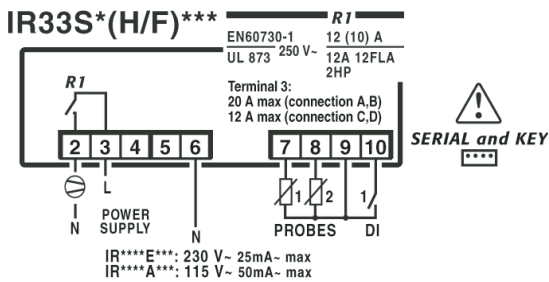 IR33S*(H/F)***
R1
EN60730-1
UL 873
250 V~
12 (10) A
12A 12FLA
2HP
Terminal 3:
20 A max (connection A,B)
12 A max (connection C,D)
R1
2 3 4 5 6
7 8 9 10
SERIAL and KEY
1 2 1
L
N
POWER
SUPPLY
N
PROBES DI
IR****E***: 230 V~ 25mA~ max
IR****A***: 115 V~ 50mA~ max